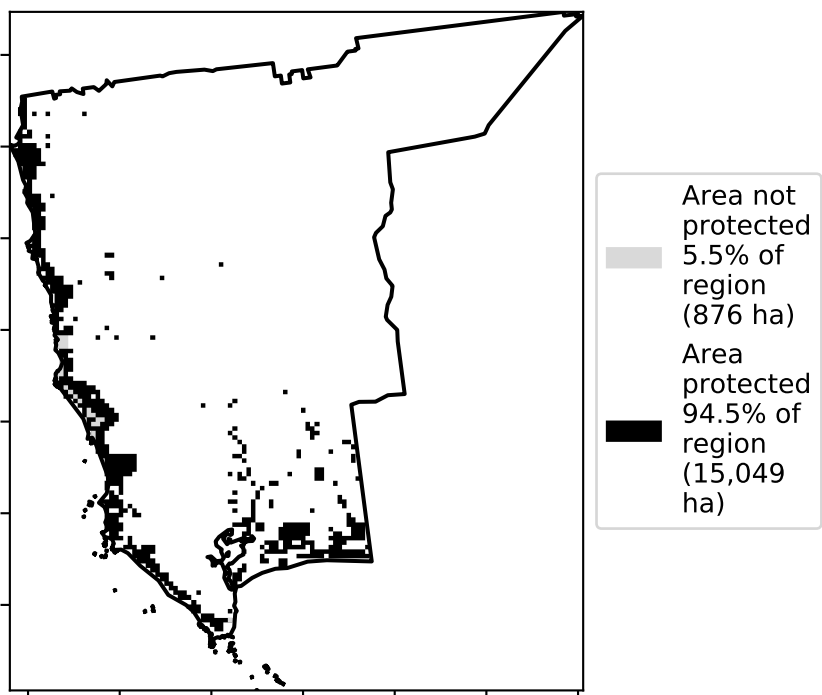 Area not
protected
5.5% of
region
(876 ha)
Area
protected
94.5% of
region
(15,049
ha)